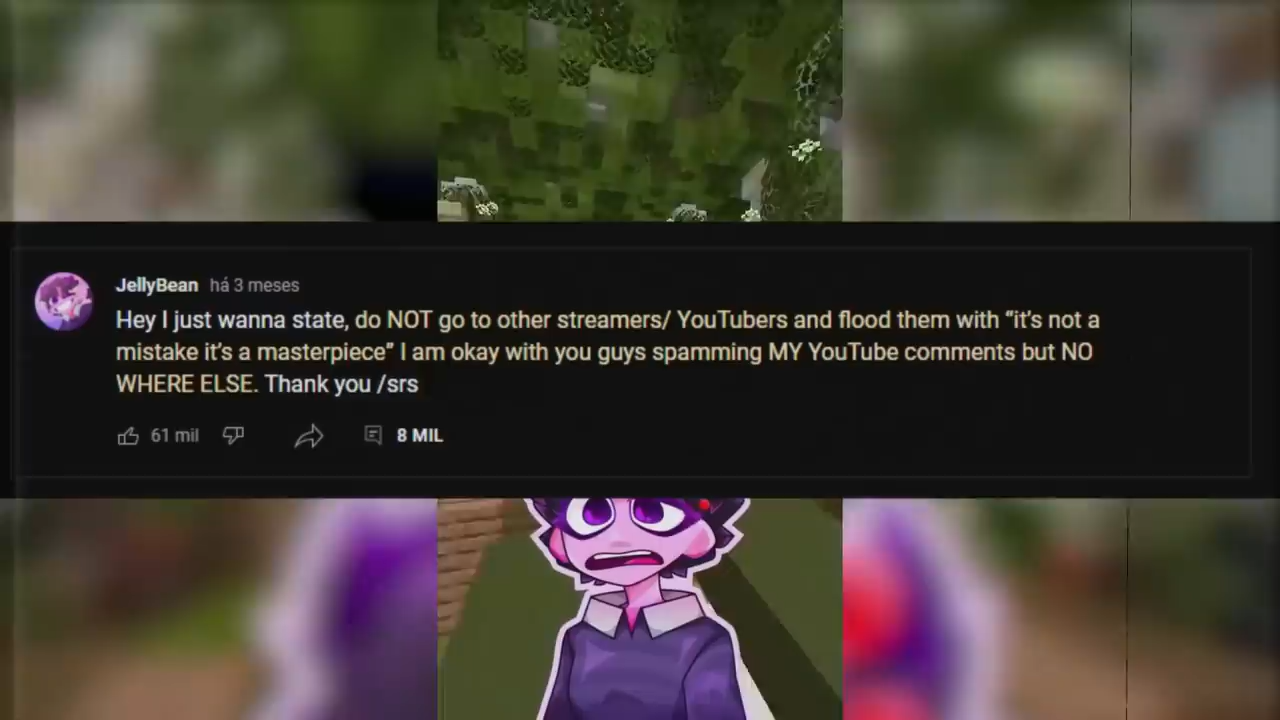 JellyBean há 3 meses
Hey I just wanna state, do NOT go to other streamers/ YouTubers and flood them with “it's not a
mistake it's a masterpiece” I am okay with you guys spamming MY YouTube comments but NO
WHERE ELSE. Thank you /srs
61 mil 8 MIL